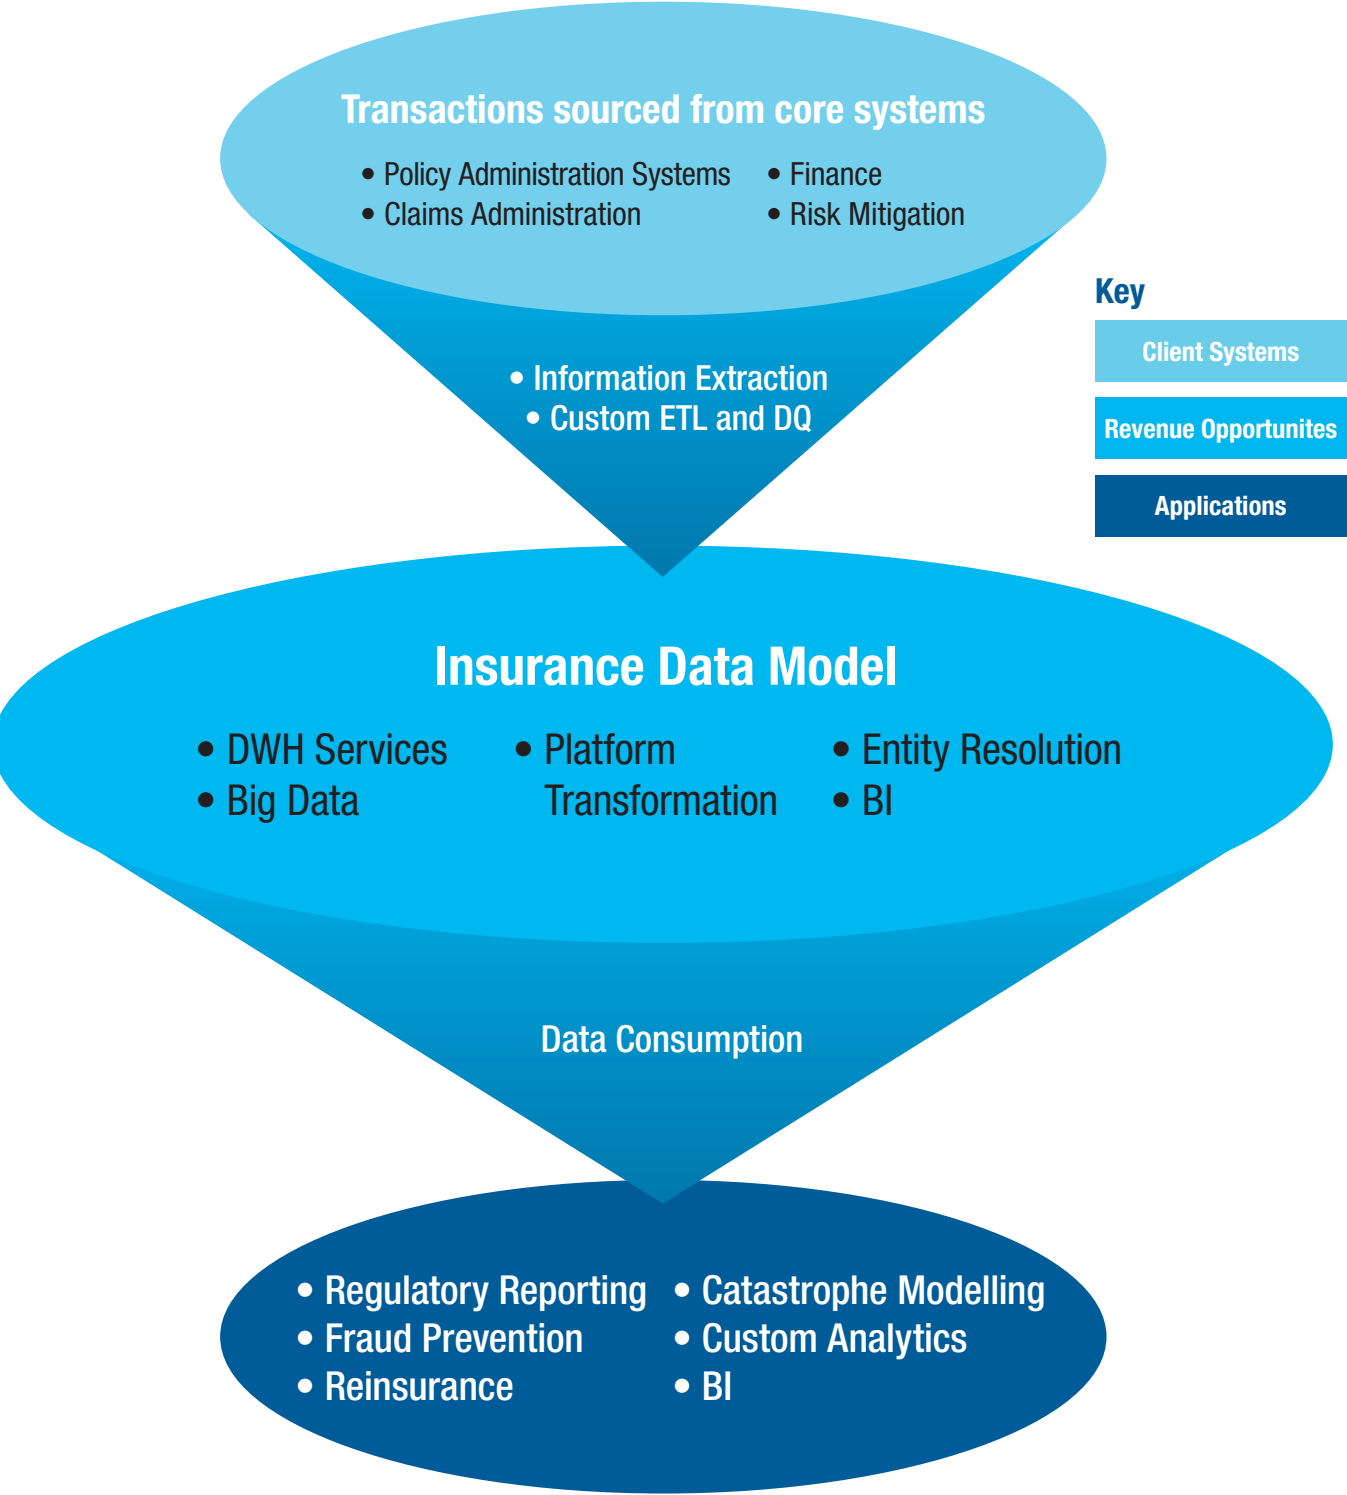 Transactions sourced from core systems
• Policy Administration Systems
• Claims Administration
• Finance
• Risk Mitigation
• Information Extraction
• Custom ETL and DQ
Key
Client Systems
Revenue Opportunites
Applications
Insurance Data Model
• DWH Services
• Big Data
• Platform
Transformation
• Entity Resolution
• BI
Data Consumption
• Regulatory Reporting
• Fraud Prevention
• Reinsurance
• Catastrophe Modelling
• Custom Analytics
• BI